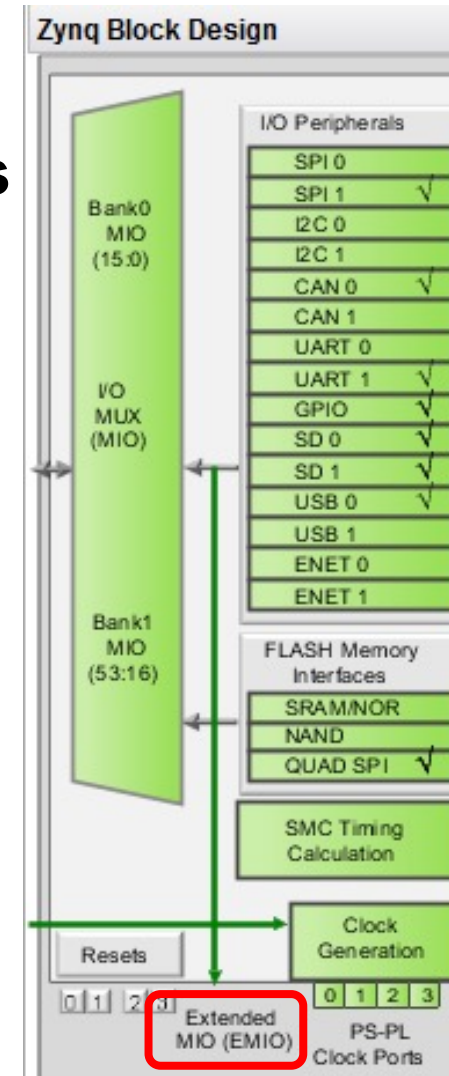 Zynq Block Design
s
Bank0
MIO
(15:0)
I/O
MUX
(MIO)
Bank1
MIO
(53:16)
I/O Peripherals
SPI 0
SPI 1 √
I2C 0
I2C 1
CAN 0 √
CAN 1
UART 0
UART 1 √
GPIO √
SD 0 √
SD 1 √
USB 0 √
USB 1
ENET 0
ENET 1
FLASH Memory
Interfaces
SRAM/NOR
NAND
QUAD SPI √
SMC Timing
Calculation
Clock
Generation
Resets
0 1 2 3
Extended
MIO (EMIO)
0 1 2 3
PS-PL
Clock Ports